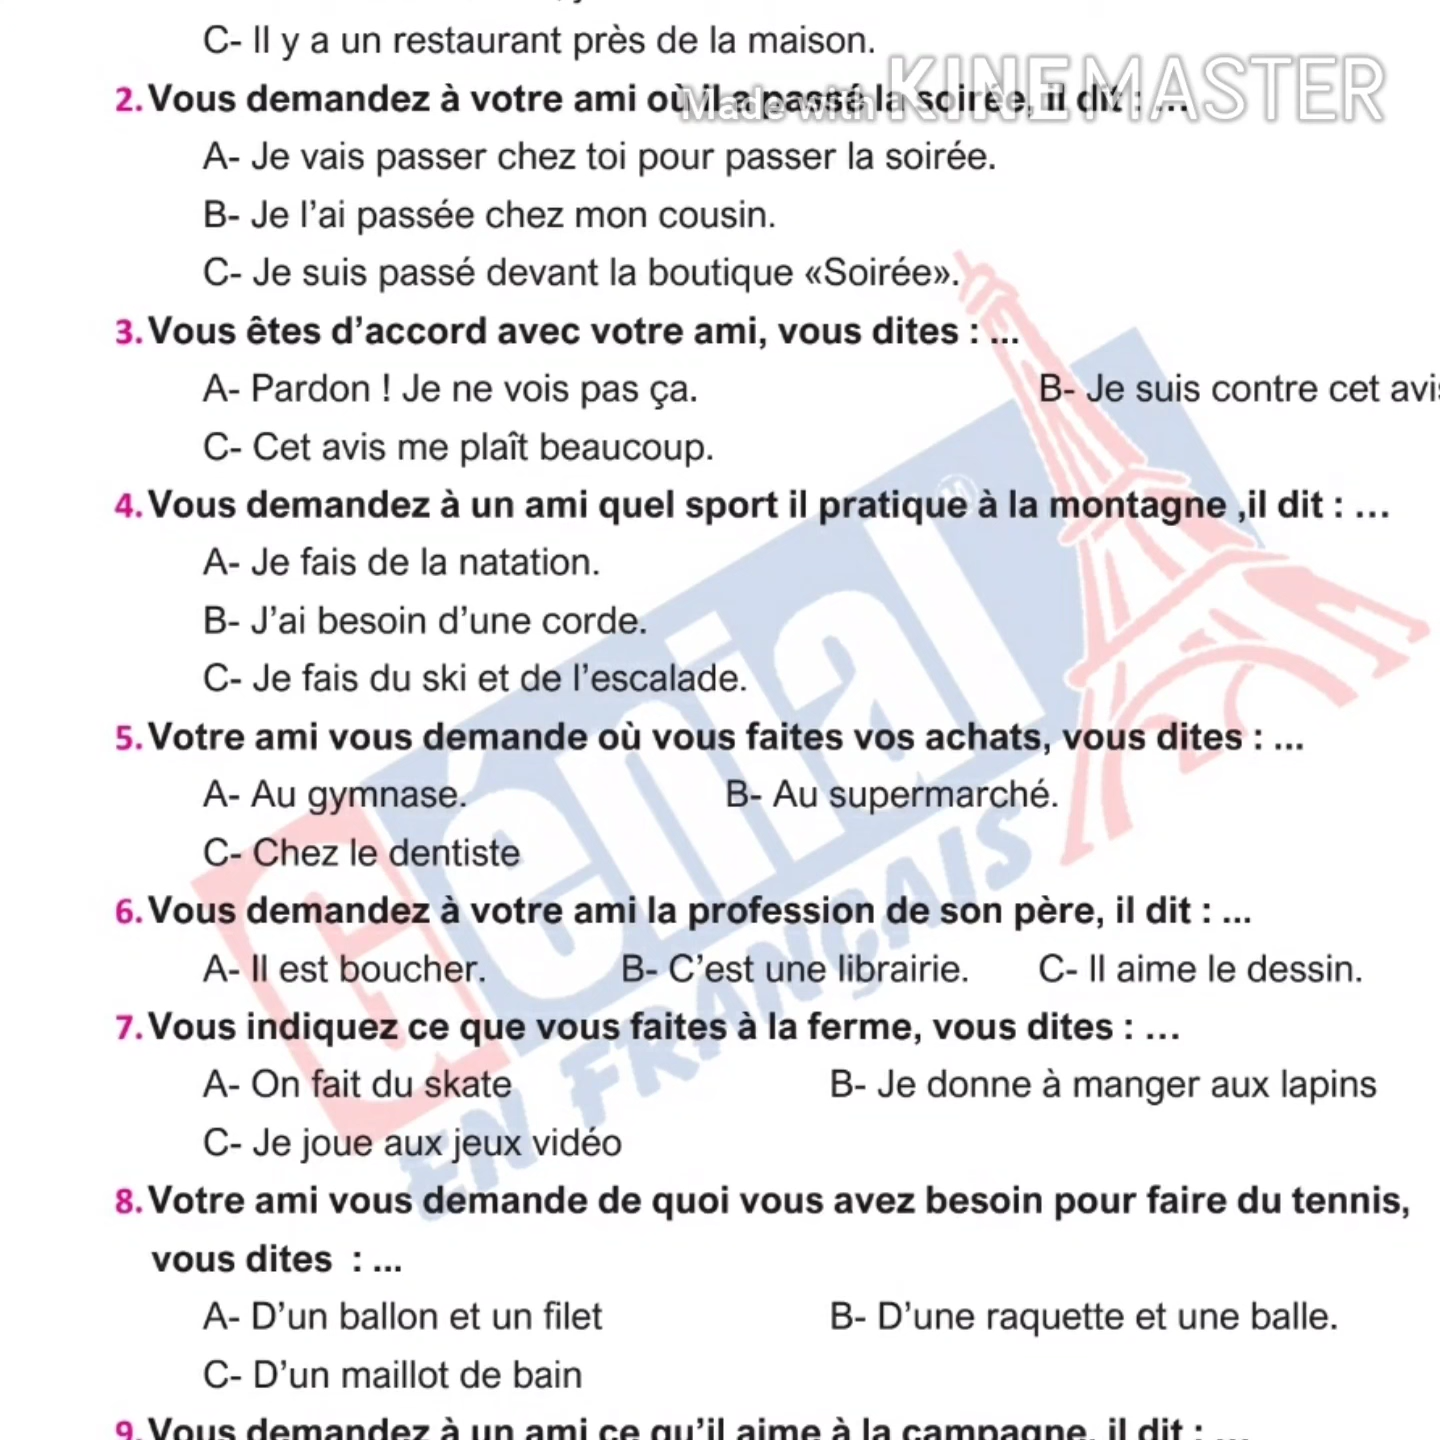 C- Il y a un restaurant près de la maison.
Made with KINEMASTER
2. Vous demandez à votre ami où il a passé la soirée, il dit : ...
A- Je vais passer chez toi pour passer la soirée.
B- Je l’ai passée chez mon cousin.
C- Je suis passé devant la boutique «Soirée».
3. Vous êtes d’accord avec votre ami, vous dites : ...
A- Pardon ! Je ne vois pas ça. B- Je suis contre cet avis
C- Cet avis me plaît beaucoup.
4. Vous demandez à un ami quel sport il pratique à la montagne ,il dit : ...
A- Je fais de la natation.
B- J’ai besoin d’une corde.
C- Je fais du ski et de l’escalade.
5. Votre ami vous demande où vous faites vos achats, vous dites : ...
A- Au gymnase. B- Au supermarché.
C- Chez le dentiste
6. Vous demandez à votre ami la profession de son père, il dit : ...
A- Il est boucher. B- C’est une librairie. C- Il aime le dessin.
7. Vous indiquez ce que vous faites à la ferme, vous dites : ...
A- On fait du skate B- Je donne à manger aux lapins
C- Je joue aux jeux vidéo
8. Votre ami vous demande de quoi vous avez besoin pour faire du tennis,
vous dites : ...
A- D’un ballon et un filet B- D’une raquette et une balle.
C- D’un maillot de bain
9. Vous demandez à un ami ce qu’il aime à la campagne, il dit : ...
Génial
EN FRANÇAIS